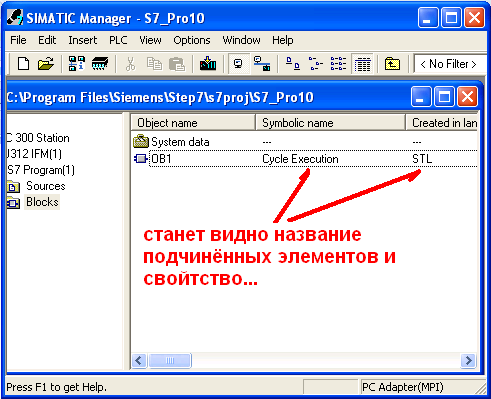 SIMATIC Manager - S7_Pro10
File Edit Insert PLC View Options Window Help
< No Filter >
C:\Program Files\Siemens\Step7\s7proj\S7_Pro10
Object name Symbolic name Created in lan
C 300 Station
System data --- ---
J312 IFM(1)
OB1 Cycle Execution STL
S7 Program(1)
Sources
Blocks
станет видно название
подчинённых элементов и
свойтство...
Press F1 to get Help.
PC Adapter(MPI)